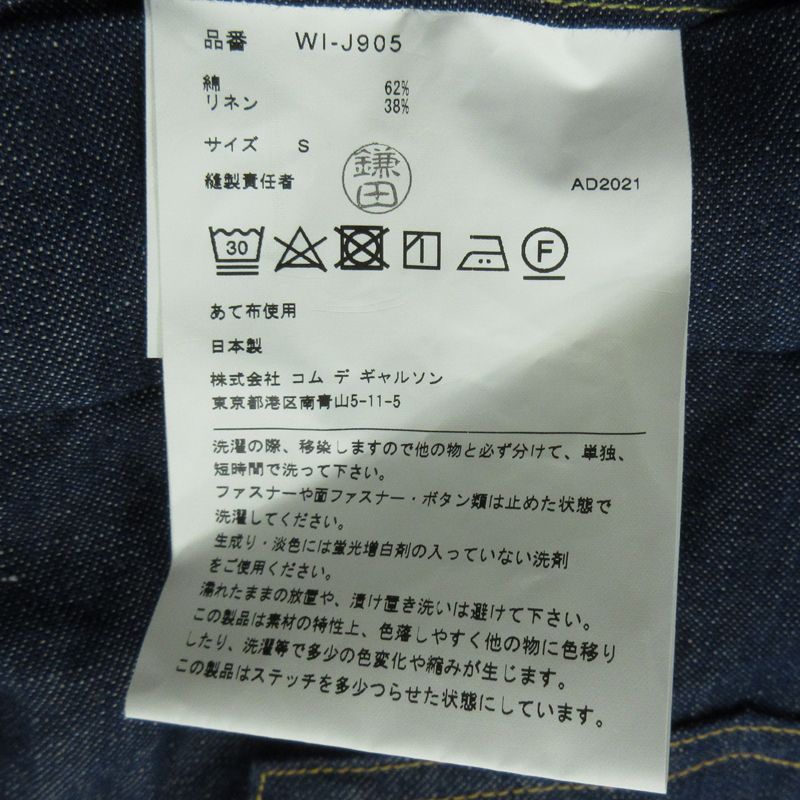 品番 WI-J905
綿 62%
リネン 38%
サイズ S
縫製責任者 鎌田 AD2021
30 F
あて布使用
日本製
株式会社 コム デ ギャルソン
東京都港区南青山5-11-5
洗濯の際、移染しますので他の物と必ず分けて、単独、
短時間で洗って下さい。
ファスナーや面ファスナー・ボタン類は止めた状態で
洗濯してください。
生成り・淡色には蛍光増白剤の入っていない洗剤
をご使用ください。
濡れたままの放置や、漬け置き洗いは避けて下さい。
この製品は素材の特性上、色落しやすく他の物に色移り
したり、洗濯等で多少の色変化や縮みが生じます。
この製品はステッチを多少つらせた状態にしています。